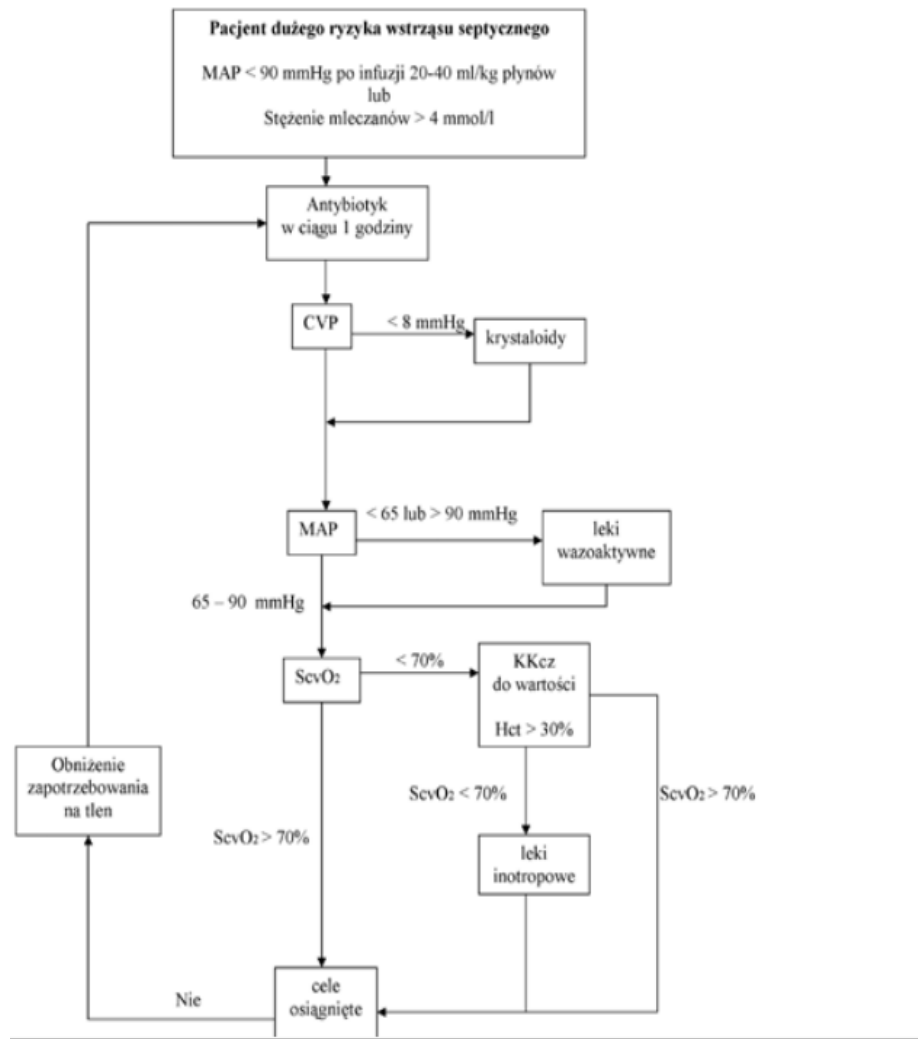 Pacjent dużego ryzyka wstrząsu septycznego
MAP < 90 mmHg po infuzji 20-40 ml/kg płynów
lub
Stężenie mleczanów > 4 mmol/l
Antybiotyk
w ciągu 1 godziny
CVP
< 8 mmHg
krystaloidy
MAP
< 65 lub > 90 mmHg
leki
wazoaktywne
65 – 90 mmHg
ScvO₂
< 70%
KKcz
do wartości
Hct > 30%
Obniżenie
zapotrzebowania
na tlen
ScvO₂ < 70%
ScvO₂ > 70%
ScvO₂ > 70%
leki
inotropowe
cele
osiągnięte
Nie